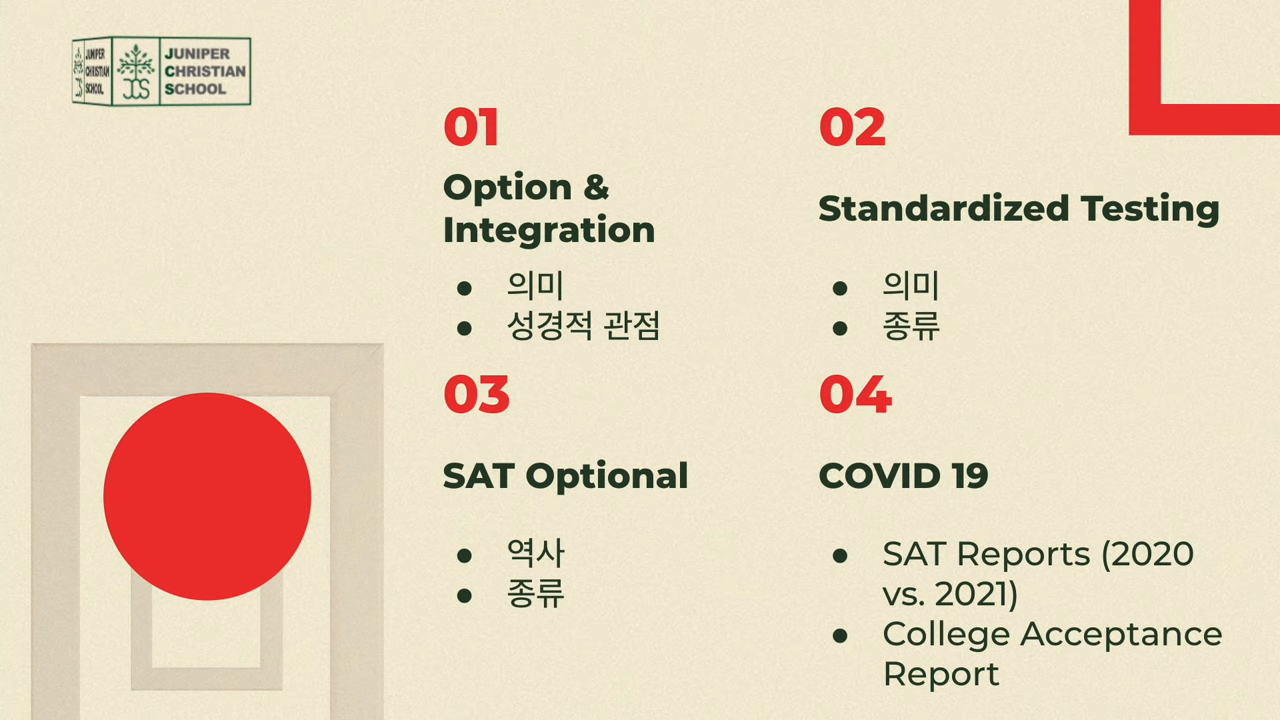 JUNIPER
CHRISTIAN
SCHOOL
JCS
JUNIPER
CHRISTIAN
SCHOOL
01
Option &
Integration
● 의미
● 성경적 관점
02
Standardized Testing
● 의미
● 종류
03
SAT Optional
● 역사
● 종류
04
COVID 19
● SAT Reports (2020
vs. 2021)
● College Acceptance
Report